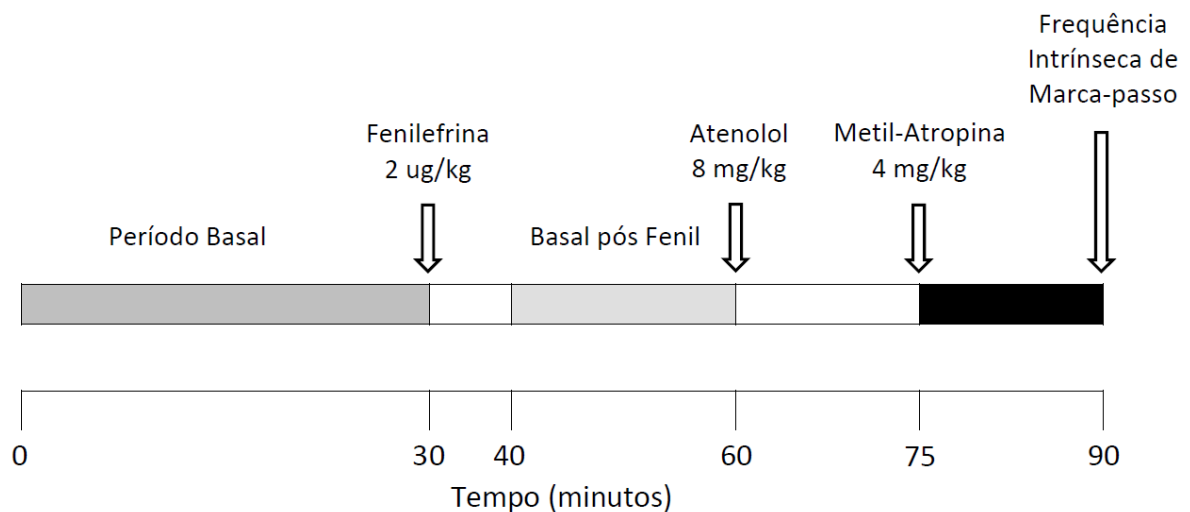 Frequência
Intrínseca de
Marca-passo
Fenilefrina
2 ug/kg
Atenolol
8 mg/kg
Metil-Atropina
4 mg/kg
Período Basal
Basal pós Fenil
0
30
40
60
75
90
Tempo (minutos)